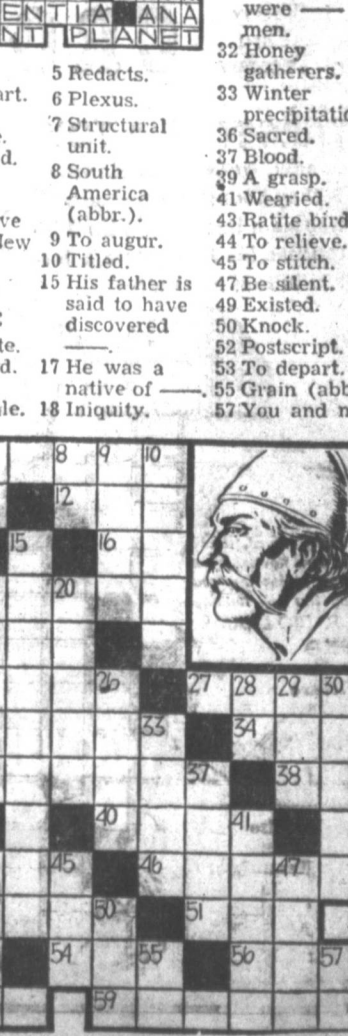 ENTIA ANA
NT PLANET
art.
e.
d.
ve
New
te.
d.
le.
5 Redacts.
6 Plexus.
7 Structural
unit.
8 South
America
(abbr.).
9 To augur.
10 Titled.
15 His father is
said to have
discovered
——.
17 He was a
native of ——.
18 Iniquity.
were ——
men.
32 Honey
gatherers.
33 Winter
precipitatio
36 Sacred.
37 Blood.
39 A grasp.
41 Wearied.
43 Ratite bird
44 To relieve.
45 To stitch.
47 Be silent.
49 Existed.
50 Knock.
52 Postscript.
53 To depart.
55 Grain (abb
57 You and m
8 9 10
12
15 16
20
26 27 28 29 30
33 34
37 38
40 41
45 46 47
50 51
54 55 56 57
59